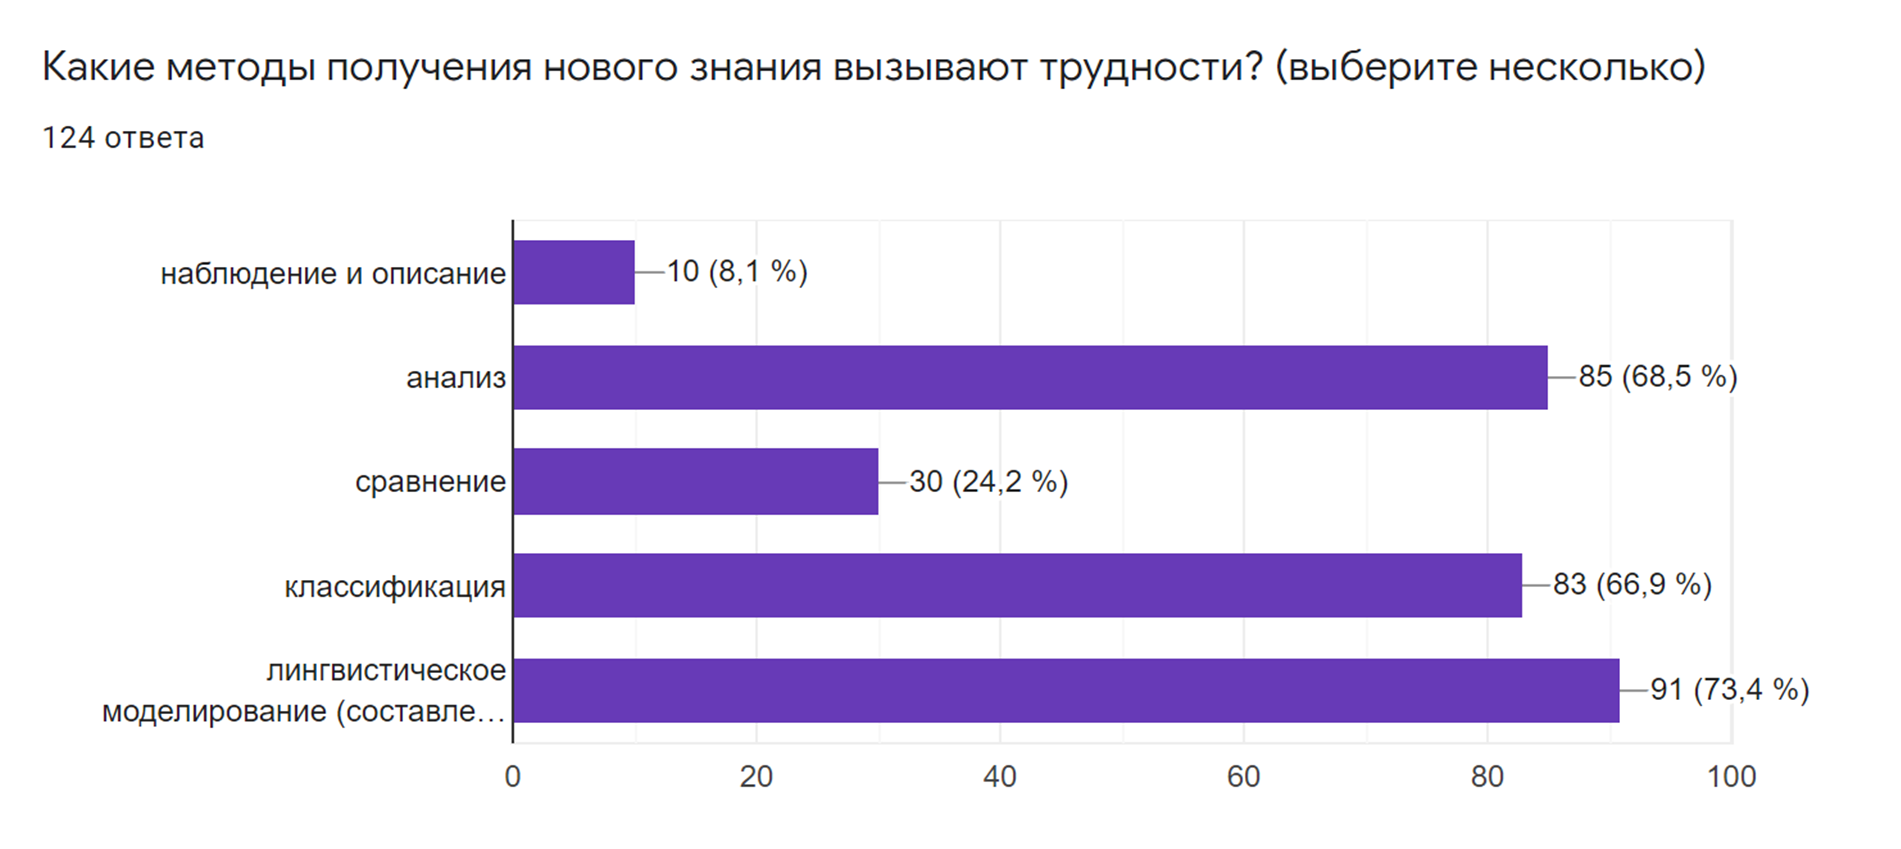 Какие методы получения нового знания вызывают трудности? (выберите несколько)
124 ответа
наблюдение и описание
10 (8,1 %)
анализ
85 (68,5 %)
сравнение
30 (24,2 %)
классификация
83 (66,9 %)
лингвистическое
моделирование (составле…
91 (73,4 %)
0 20 40 60 80 100